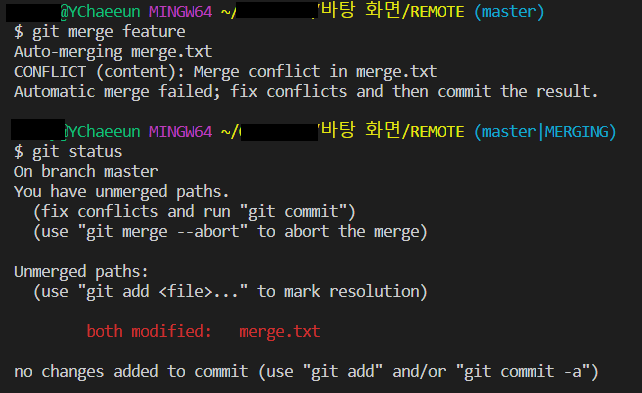 @YChaeeun MINGW64 ~/ /바탕 화면/REMOTE (master)
$ git merge feature
Auto-merging merge.txt
CONFLICT (content): Merge conflict in merge.txt
Automatic merge failed; fix conflicts and then commit the result.
@YChaeeun MINGW64 ~/ /바탕 화면/REMOTE (master|MERGING)
$ git status
On branch master
You have unmerged paths.
(fix conflicts and run "git commit")
(use "git merge --abort" to abort the merge)
Unmerged paths:
(use "git add <file>..." to mark resolution)
both modified: merge.txt
no changes added to commit (use "git add" and/or "git commit -a")